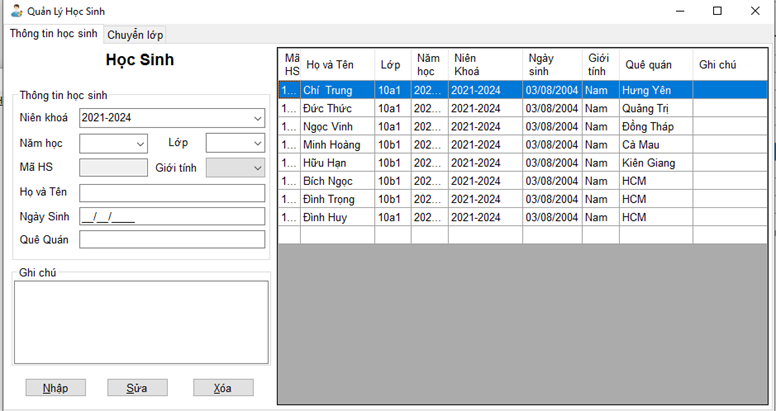 Quản Lý Học Sinh
Thông tin học sinh Chuyển lớp
Học Sinh
Thông tin học sinh
Niên khoá 2021-2024
Năm học Lớp
Mã HS Giới tính
Họ và Tên
Ngày Sinh __/__/____
Quê Quán
Ghi chú
Nhập Sửa Xóa
Mã HS Họ và Tên Lớp Năm học Niên Khoá Ngày sinh Giới tính Quê quán Ghi chú
1... Chí Trung 10a1 202... 2021-2024 03/08/2004 Nam Hưng Yên
1... Đức Thức 10a1 202... 2021-2024 03/08/2004 Nam Quảng Trị
1... Ngọc Vinh 10a1 202... 2021-2024 03/08/2004 Nam Đồng Tháp
1... Minh Hoàng 10b1 202... 2021-2024 03/08/2004 Nam Cà Mau
1... Hữu Hạn 10b1 202... 2021-2024 03/08/2004 Nam Kiên Giang
1... Bích Ngọc 10b1 202... 2021-2024 03/08/2004 Nam HCM
1... Đình Trọng 10b1 202... 2021-2024 03/08/2004 Nam HCM
1... Đình Huy 10a1 202... 2021-2024 03/08/2004 Nam HCM